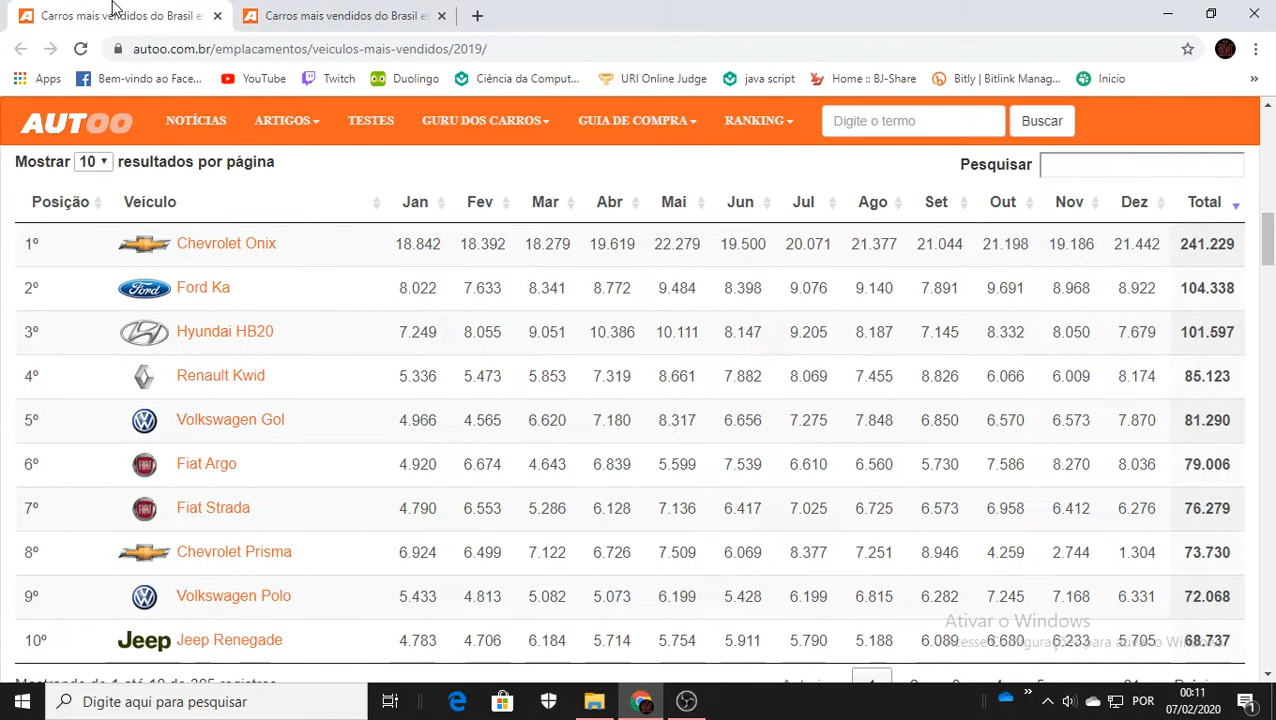 Carros mais vendidos do Brasil e
Carros mais vendidos do Brasil e
autoo.com.br/emplacamentos/veiculos-mais-vendidos/2019/
Apps Bem-vindo ao Face... YouTube Twitch Duolingo Ciência da Comput... URI Online Judge java script Home :: BJ-Share Bitly | Bitlink Manag... Inicio »
AUTOO NOTÍCIAS ARTIGOS TESTES GURU DOS CARROS GUIA DE COMPRA RANKING Digite o termo Buscar
Mostrar 10 resultados por página Pesquisar
Posição Veículo Jan Fev Mar Abr Mai Jun Jul Ago Set Out Nov Dez Total
1º Chevrolet Onix 18.842 18.392 18.279 19.619 22.279 19.500 20.071 21.377 21.044 21.198 19.186 21.442 241.229
2º Ford Ford Ka 8.022 7.633 8.341 8.772 9.484 8.398 9.076 9.140 7.891 9.691 8.968 8.922 104.338
3º Hyundai HB20 7.249 8.055 9.051 10.386 10.111 8.147 9.205 8.187 7.145 8.332 8.050 7.679 101.597
4º Renault Kwid 5.336 5.473 5.853 7.319 8.661 7.882 8.069 7.455 8.826 6.066 6.009 8.174 85.123
5º Volkswagen Gol 4.966 4.565 6.620 7.180 8.317 6.656 7.275 7.848 6.850 6.570 6.573 7.870 81.290
6º FIAT Fiat Argo 4.920 6.674 4.643 6.839 5.599 7.539 6.610 6.560 5.730 7.586 8.270 8.036 79.006
7º FIAT Fiat Strada 4.790 6.553 5.286 6.128 7.136 6.417 7.025 6.725 6.573 6.958 6.412 6.276 76.279
8º Chevrolet Prisma 6.924 6.499 7.122 6.726 7.509 6.069 8.377 7.251 8.946 4.259 2.744 1.304 73.730
9º Volkswagen Polo 5.433 4.813 5.082 5.073 6.199 5.428 6.199 6.815 6.282 7.245 7.168 6.331 72.068
10º Jeep Jeep Renegade 4.783 4.706 6.184 5.714 5.754 5.911 5.790 5.188 6.089 6.680 6.233 5.705 68.737
Ativar o Windows
Acesse Configurações para ativar o Windows.
Digite aqui para pesquisar
» POR 00:11
07/02/2020 1